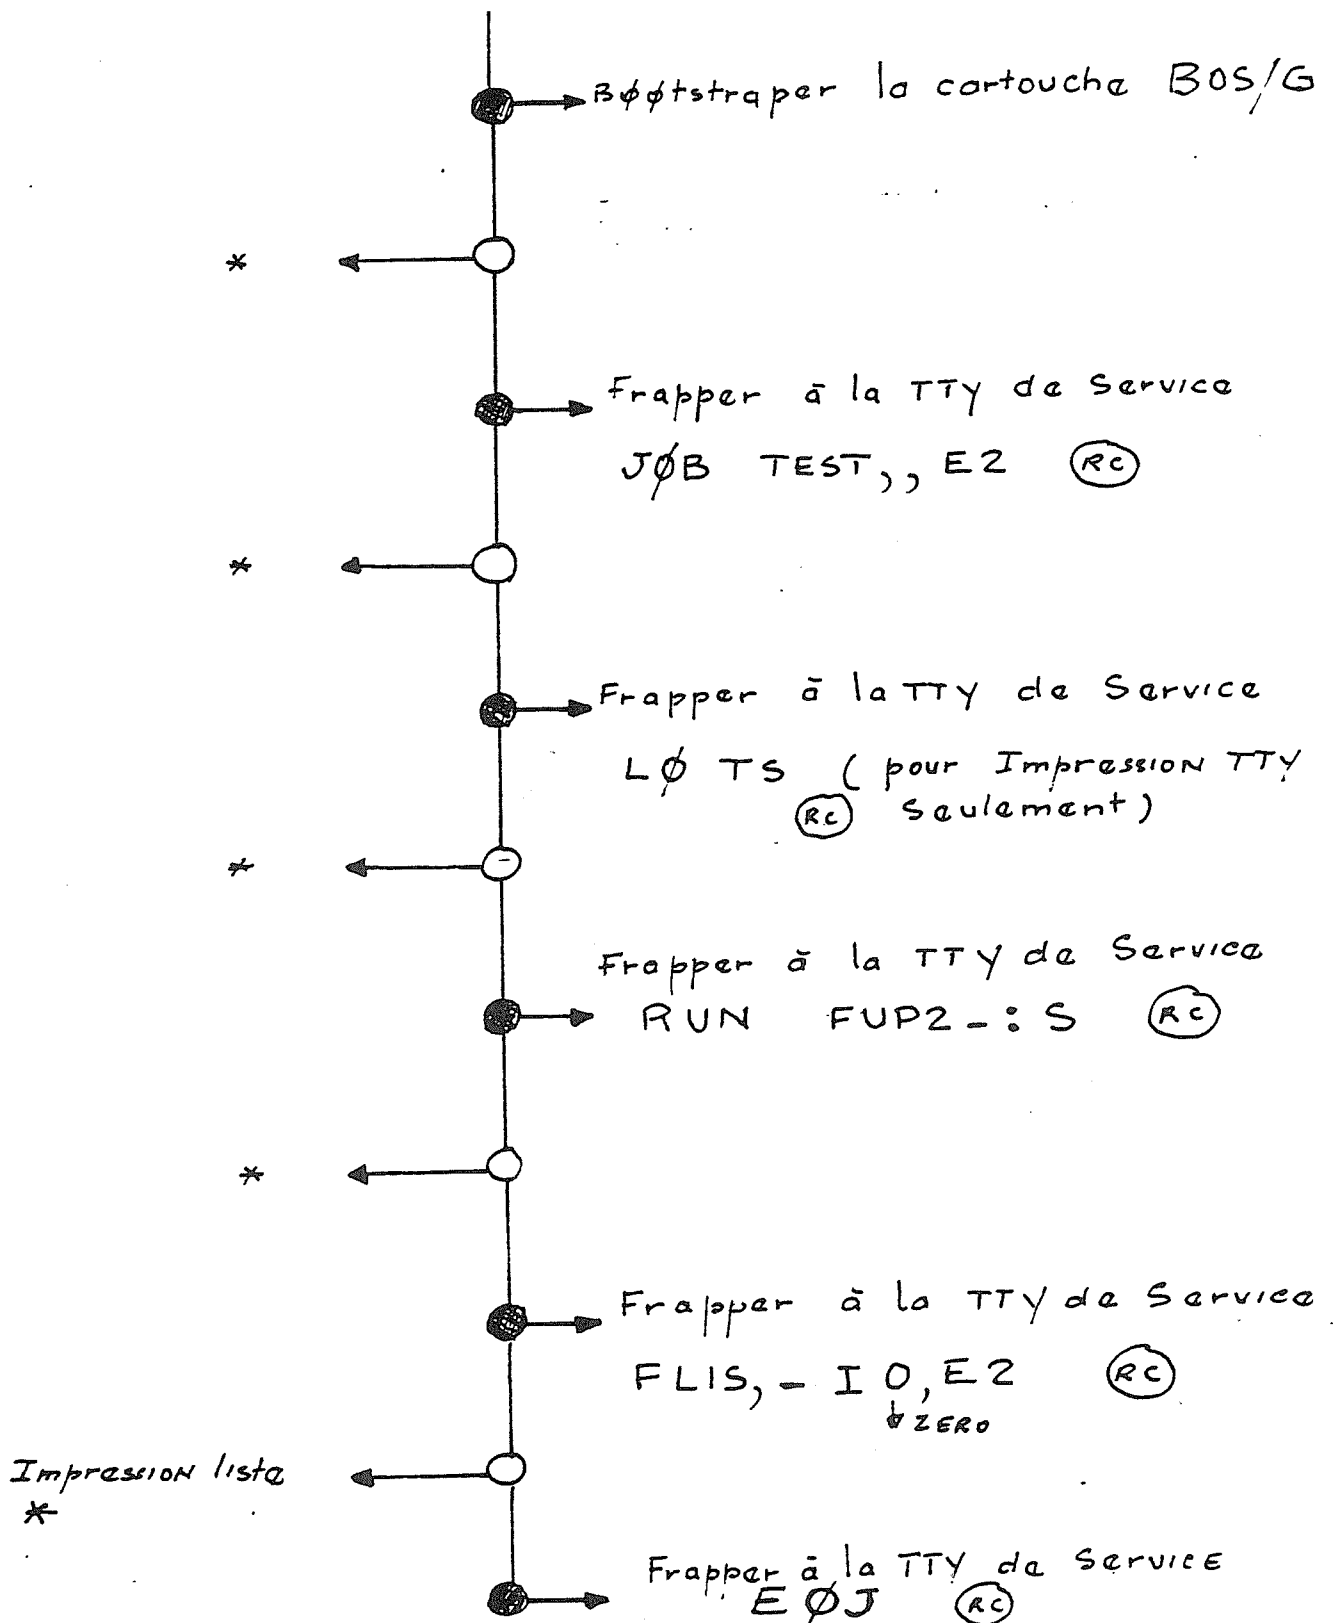 Bøøtstraper la cartouche BOS/G
*
Frapper à la TTY de Service
JØB TEST,, E2 (RC)
*
Frapper à la TTY de Service
LØ TS (pour Impression TTY
(RC) Seulement)
*
Frapper à la TTY de Service
RUN FUP2-:S (RC)
*
Frapper à la TTY de Service
FLIS,- I 0,E2 (RC)
ZERO
Impression liste
*
Frapper à la TTY de Service
EØJ (RC)